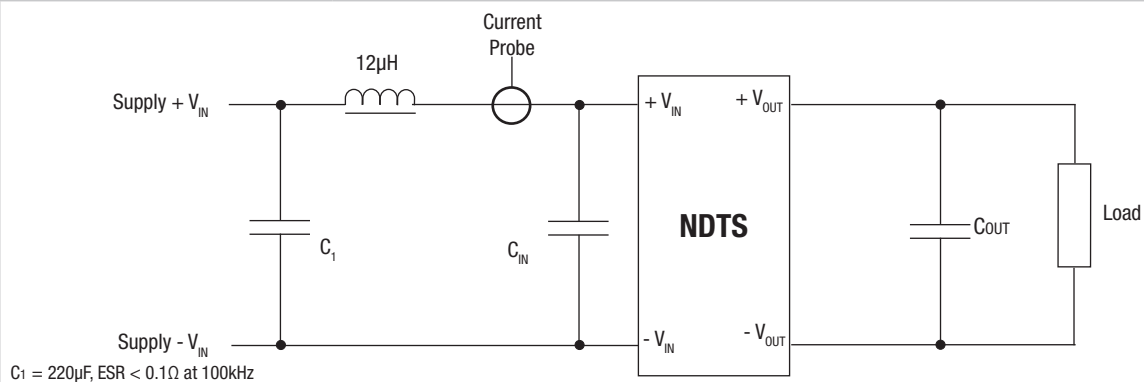 Current
Probe
12µH
Supply + VIN
+ VIN
+ VOUT
C1
CIN
NDTS
COUT
Load
Supply - VIN
- VIN
- VOUT
C1 = 220µF, ESR < 0.1Ω at 100kHz